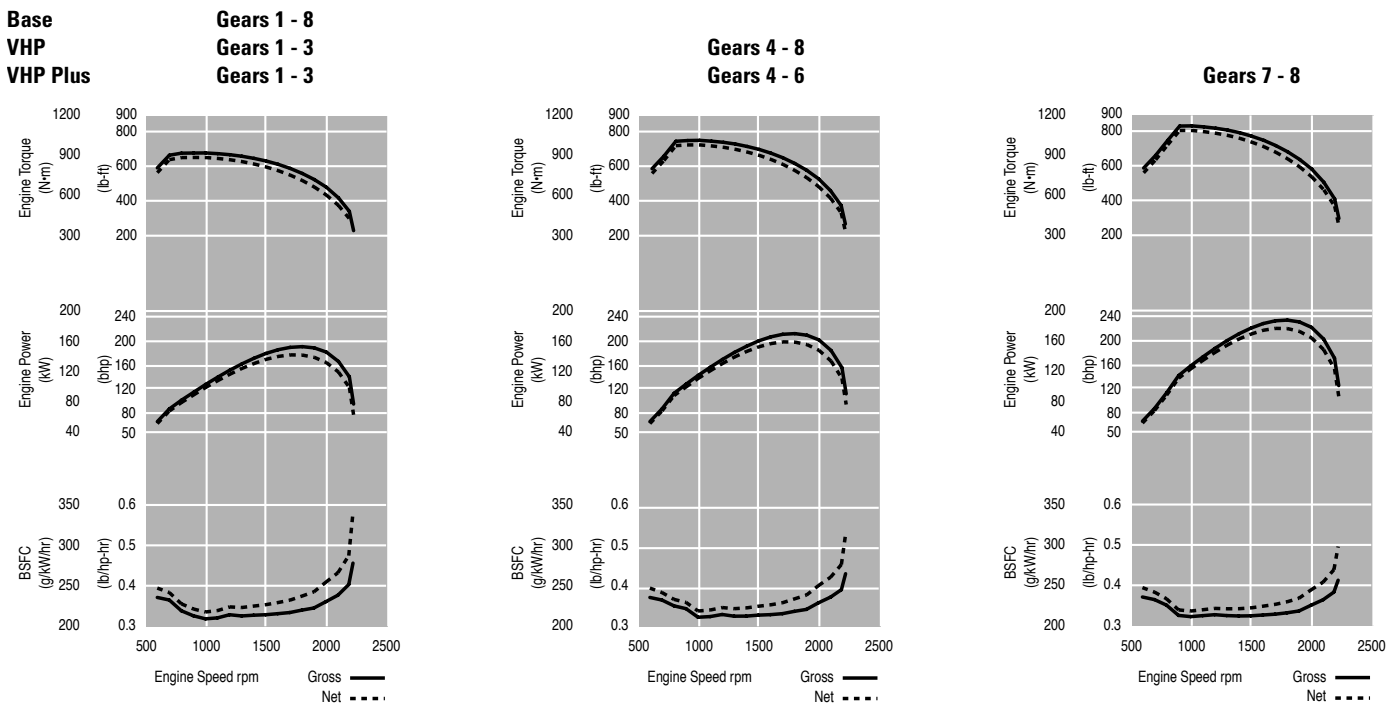 Base Gears 1 - 8
VHP Gears 1 - 3 Gears 4 - 8
VHP Plus Gears 1 - 3 Gears 4 - 6 Gears 7 - 8
Engine Torque
(N•m)
1200
900
600
300
(lb-ft)
900
800
600
400
200
Engine Power
(kW)
200
160
120
80
40
(bhp)
240
200
160
120
80
50
BSFC
(g/kW/hr)
350
300
250
200
(lb/hp-hr)
0.6
0.5
0.4
0.3
500 1000 1500 2000 2500
Engine Speed rpm
Gross
Net
Engine Torque
(N•m)
1200
900
600
300
(lb-ft)
900
800
600
400
200
Engine Power
(kW)
200
160
120
80
40
(bhp)
240
200
160
120
80
50
BSFC
(g/kW/hr)
350
300
250
200
(lb/hp-hr)
0.6
0.5
0.4
0.3
500 1000 1500 2000 2500
Engine Speed rpm
Gross
Net
Engine Torque
(N•m)
1200
900
600
300
(lb-ft)
900
800
600
400
200
Engine Power
(kW)
200
160
120
80
40
(bhp)
240
200
160
120
80
50
BSFC
(g/kW/hr)
350
300
250
200
(lb/hp-hr)
0.6
0.5
0.4
0.3
500 1000 1500 2000 2500
Engine Speed rpm
Gross
Net